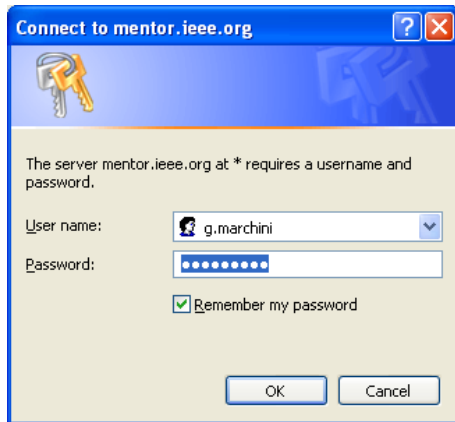 Connect to mentor.ieee.org
The server mentor.ieee.org at * requires a username and
password.
User name:
g.marchini
Password:
●●●●●●●●●
Remember my password
OK
Cancel